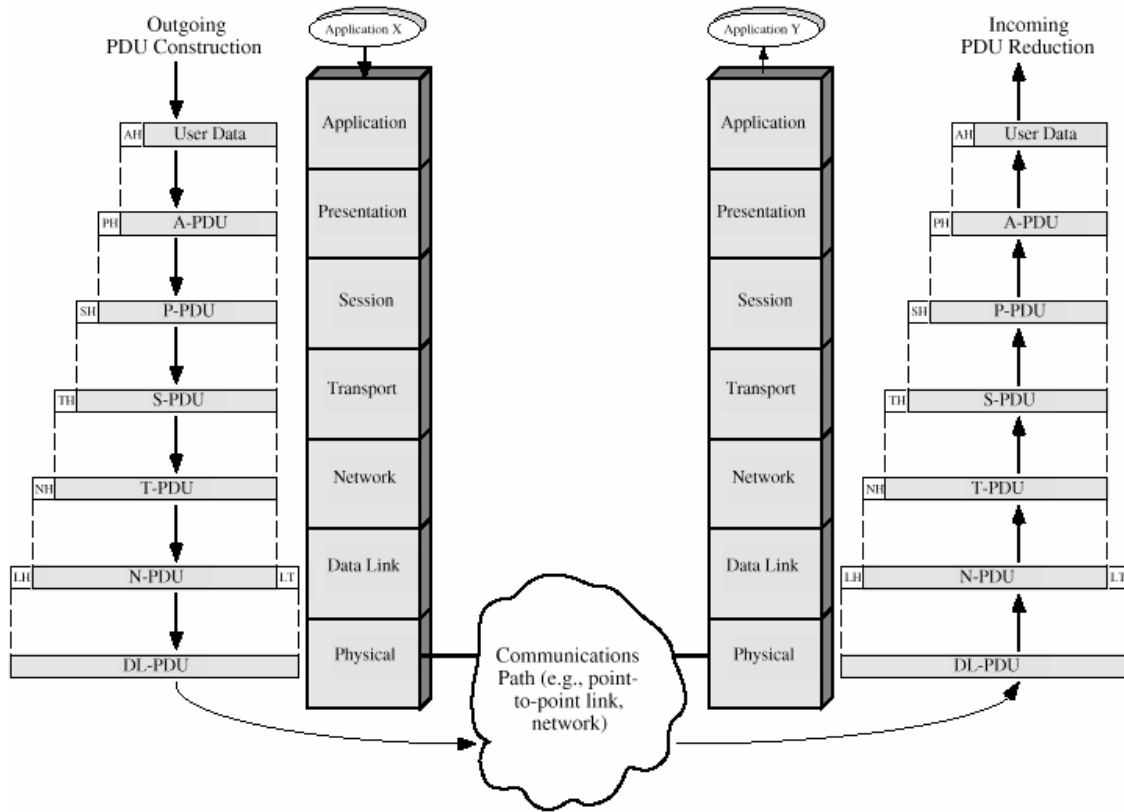 Outgoing
PDU Construction
Application X
Application Y
Incoming
PDU Reduction
AH
User Data
Application
Application
AH
User Data
PH
A-PDU
Presentation
Presentation
PH
A-PDU
SH
P-PDU
Session
Session
SH
P-PDU
TH
S-PDU
Transport
Transport
TH
S-PDU
NH
T-PDU
Network
Network
NH
T-PDU
LH
N-PDU
LT
Data Link
Data Link
LH
N-PDU
LT
DL-PDU
Physical
Communications
Path (e.g., point-
to-point link,
network)
Physical
DL-PDU